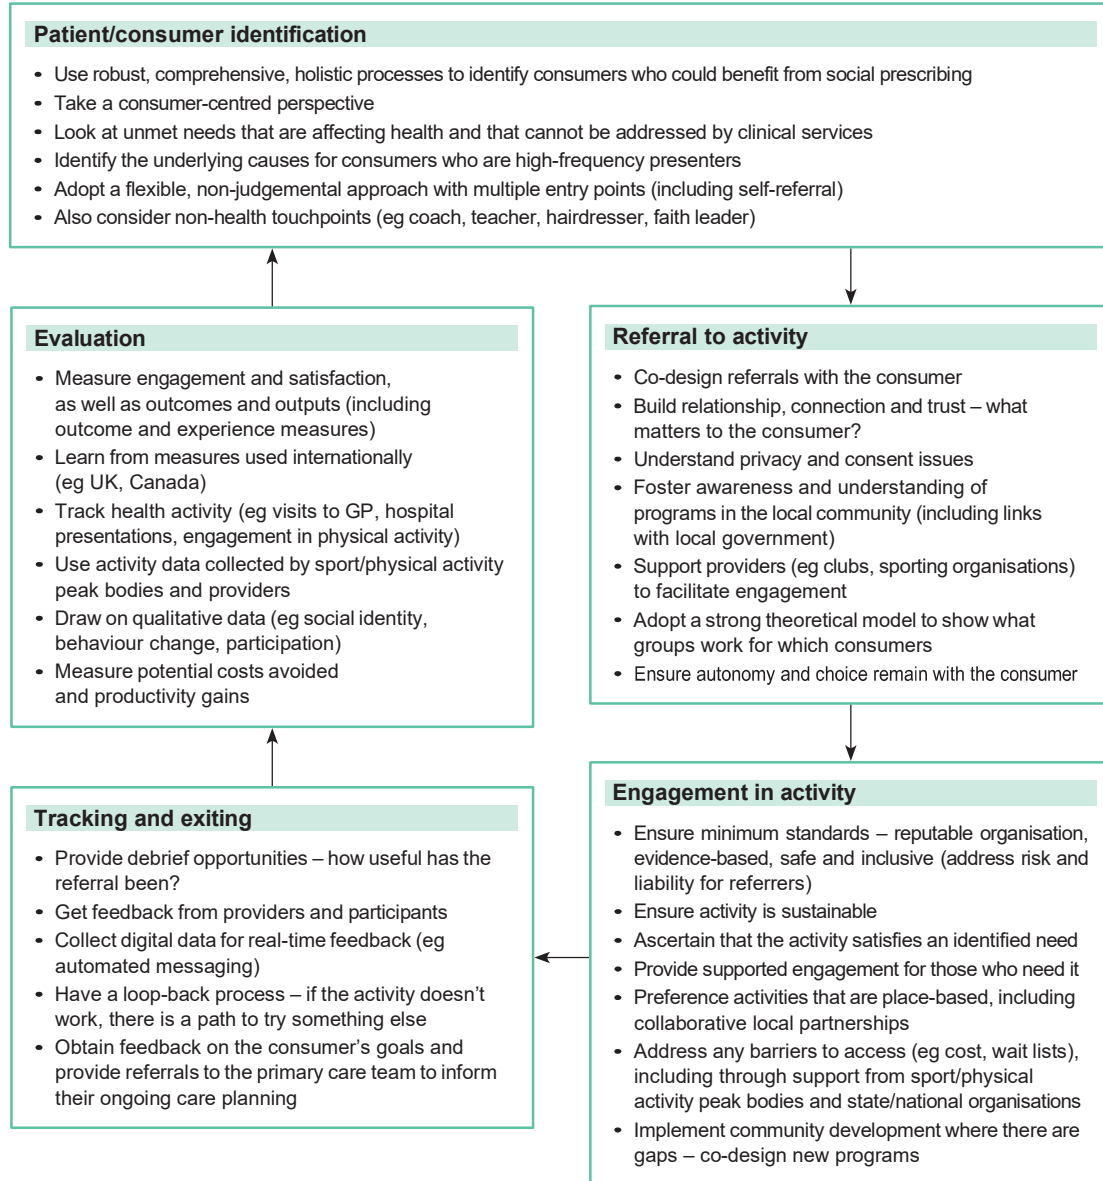 Patient/consumer identification
• Use robust, comprehensive, holistic processes to identify consumers who could benefit from social prescribing
• Take a consumer-centred perspective
• Look at unmet needs that are affecting health and that cannot be addressed by clinical services
• Identify the underlying causes for consumers who are high-frequency presenters
• Adopt a flexible, non-judgemental approach with multiple entry points (including self-referral)
• Also consider non-health touchpoints (eg coach, teacher, hairdresser, faith leader)
Referral to activity
• Co-design referrals with the consumer
• Build relationship, connection and trust – what
matters to the consumer?
• Understand privacy and consent issues
• Foster awareness and understanding of
programs in the local community (including links
with local government)
• Support providers (eg clubs, sporting organisations)
to facilitate engagement
• Adopt a strong theoretical model to show what
groups work for which consumers
• Ensure autonomy and choice remain with the consumer
Engagement in activity
• Ensure minimum standards – reputable organisation,
evidence-based, safe and inclusive (address risk and
liability for referrers)
• Ensure activity is sustainable
• Ascertain that the activity satisfies an identified need
• Provide supported engagement for those who need it
• Preference activities that are place-based, including
collaborative local partnerships
• Address any barriers to access (eg cost, wait lists),
including through support from sport/physical
activity peak bodies and state/national organisations
• Implement community development where there are
gaps – co-design new programs
Tracking and exiting
• Provide debrief opportunities – how useful has the
referral been?
• Get feedback from providers and participants
• Collect digital data for real-time feedback (eg
automated messaging)
• Have a loop-back process – if the activity doesn’t
work, there is a path to try something else
• Obtain feedback on the consumer’s goals and
provide referrals to the primary care team to inform
their ongoing care planning
Evaluation
• Measure engagement and satisfaction,
as well as outcomes and outputs (including
outcome and experience measures)
• Learn from measures used internationally
(eg UK, Canada)
• Track health activity (eg visits to GP, hospital
presentations, engagement in physical activity)
• Use activity data collected by sport/physical activity
peak bodies and providers
• Draw on qualitative data (eg social identity,
behaviour change, participation)
• Measure potential costs avoided
and productivity gains